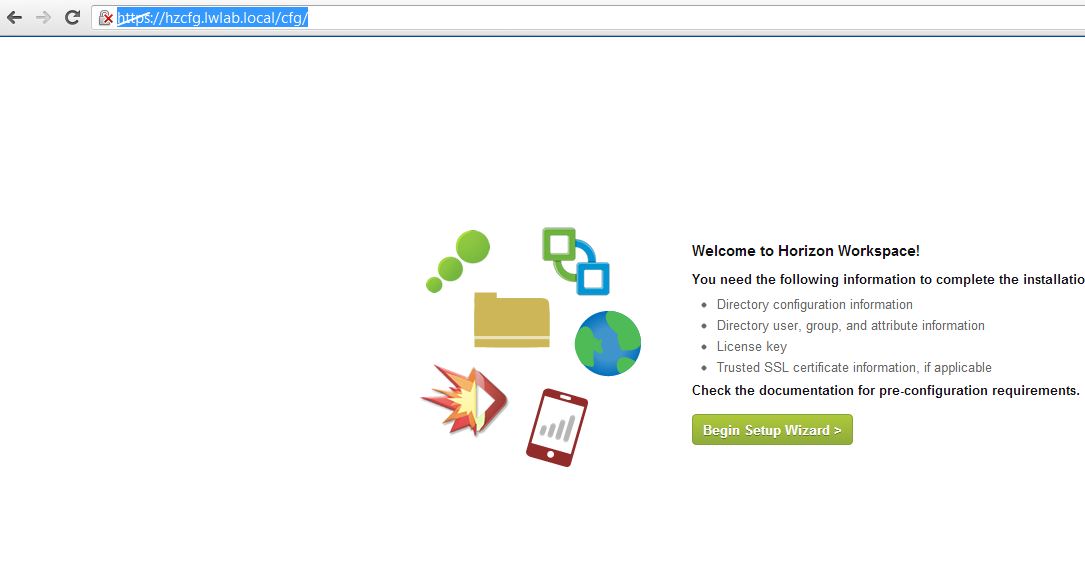 https://hzcfg.lwlab.local/cfg/
Welcome to Horizon Workspace!
You need the following information to complete the installatio
Directory configuration information
Directory user, group, and attribute information
License key
Trusted SSL certificate information, if applicable
Check the documentation for pre-configuration requirements.
Begin Setup Wizard >